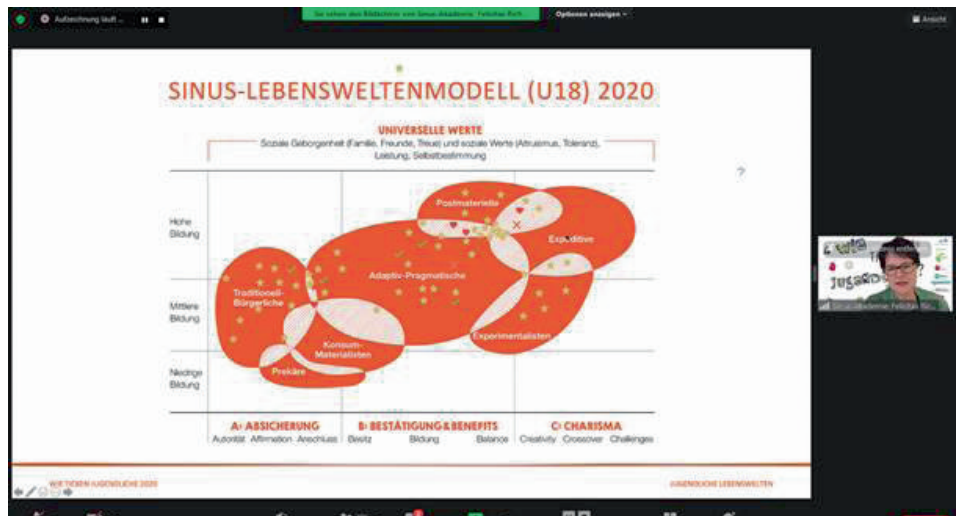 Aufzeichnung läuft ...
Sie sehen den Bildschirm von Sinus-Akademie: Felicitas Rich...
Optionen anzeigen
Ansicht
SINUS-LEBENSWELTENMODELL (U18) 2020
UNIVERSELLE WERTE
Soziale Geborgenheit (Familie, Freunde, Treue) und soziale Werte (Altruismus, Toleranz),
Leistung, Selbstbestimmung
Hohe
Bildung
Mittlere
Bildung
Niedrige
Bildung
Postmaterielle
Expeditive
Adaptiv-Pragmatische
Traditionell-
Bürgerliche
Experimentalisten
Konsum-
Materialisten
Prekäre
A: ABSICHERUNG
Autorität Affirmation Anschluss
B: BESTÄTIGUNG & BENEFITS
Besitz Bildung Balance
C: CHARISMA
Creativity Crossover Challenges
WIE TICKEN JUGENDLICHE 2020
JUGENDLICHE LEBENSWELTEN